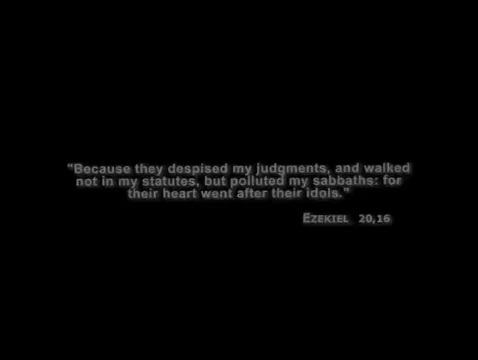 "Because they despised my judgments, and walked
not in my statutes, but polluted my sabbaths: for
their heart went after their idols."
EZEKIEL 20,16